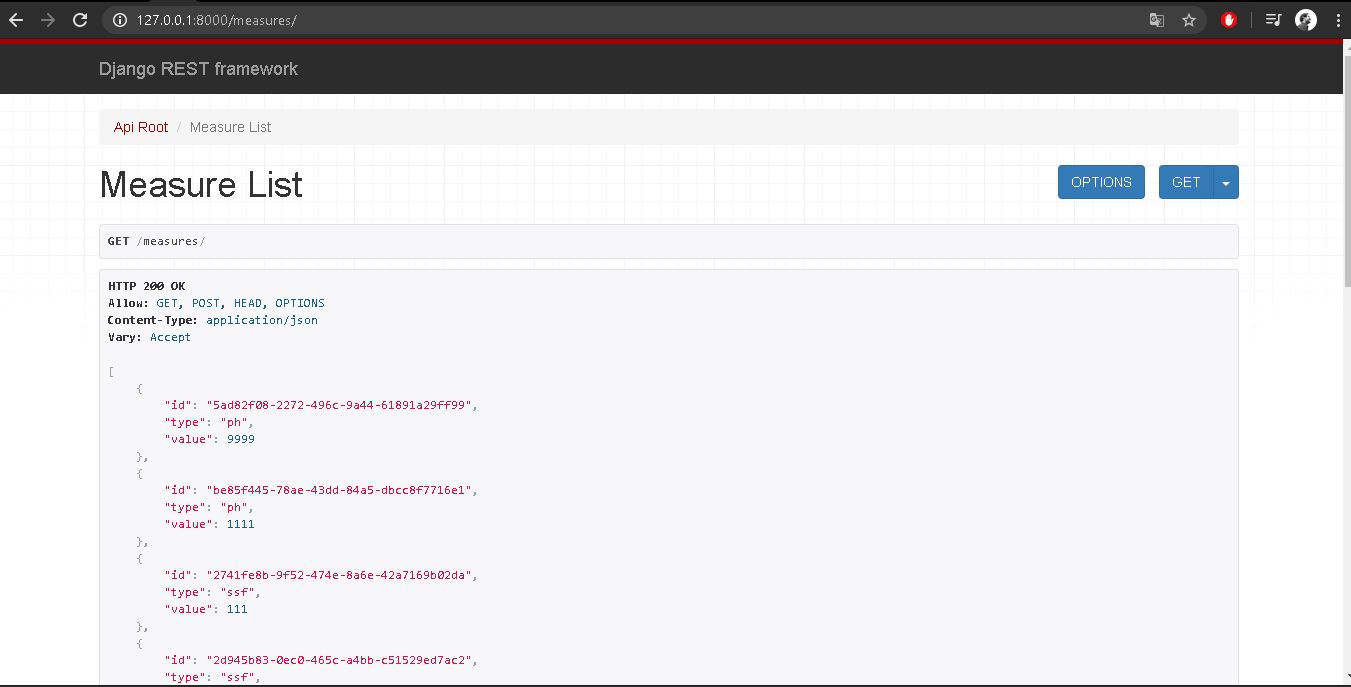 127.0.0.1:8000/measures/
Django REST framework
Api Root / Measure List
Measure List
OPTIONS GET
GET /measures/
HTTP 200 OK
Allow: GET, POST, HEAD, OPTIONS
Content-Type: application/json
Vary: Accept
[
{
"id": "5ad82f08-2272-496c-9a44-61891a29ff99",
"type": "ph",
"value": 9999
},
{
"id": "be85f445-78ae-43dd-84a5-dbcc8f7716e1",
"type": "ph",
"value": 1111
},
{
"id": "2741fe8b-9f52-474e-8a6e-42a7169b02da",
"type": "ssf",
"value": 111
},
{
"id": "2d945b83-0ec0-465c-a4bb-c51529ed7ac2",
"type": "ssf",